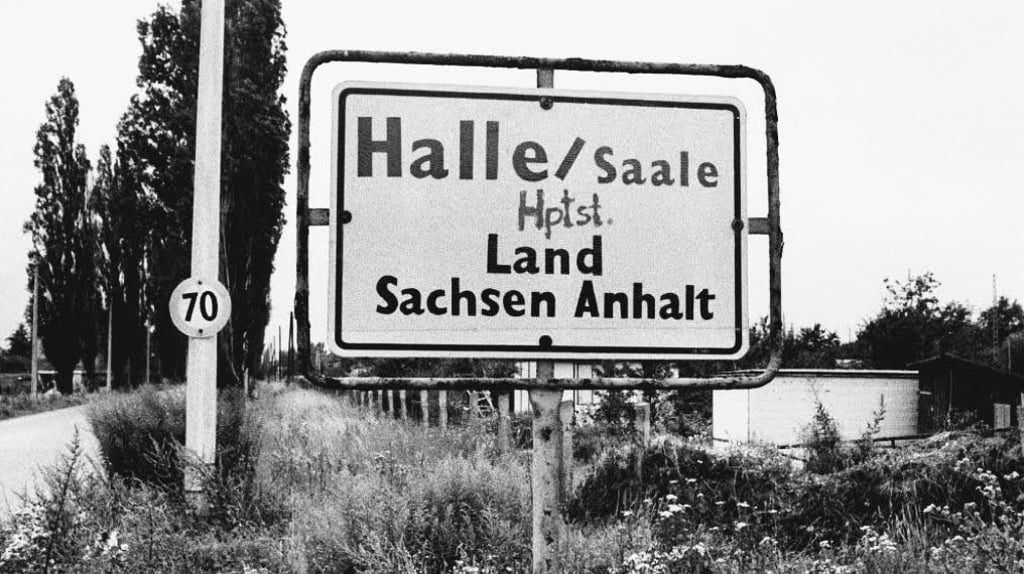 Halle/Saale
Hptst.
Land
Sachsen Anhalt
70